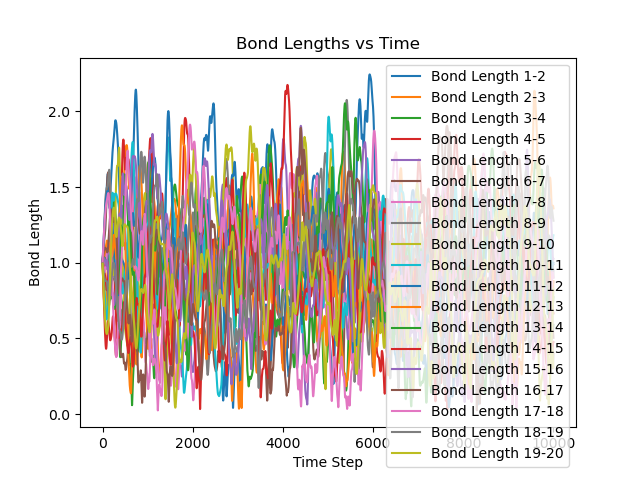 Bond Lengths vs Time
Bond Length
2.0
1.5
1.0
0.5
0.0
Bond Length 1-2
Bond Length 2-3
Bond Length 3-4
Bond Length 4-5
Bond Length 5-6
Bond Length 6-7
Bond Length 7-8
Bond Length 8-9
Bond Length 9-10
Bond Length 10-11
Bond Length 11-12
Bond Length 12-13
Bond Length 13-14
Bond Length 14-15
Bond Length 15-16
Bond Length 16-17
Bond Length 17-18
Bond Length 18-19
Bond Length 19-20
0 2000 4000 6000 8000 10000
Time Step